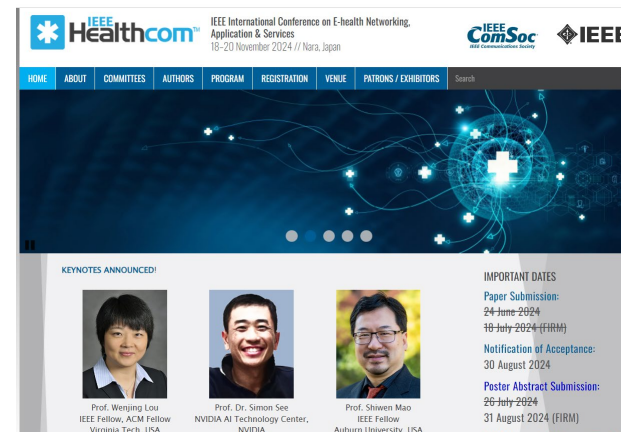 IEEE
Healthcom™
IEEE International Conference on E-health Networking,
Application & Services
18-20 November 2024 // Nara, Japan
IEEE
ComSoc
IEEE Communications Society
IEEE
HOME ABOUT COMMITTEES AUTHORS PROGRAM REGISTRATION VENUE PATRONS / EXHIBITORS Search
KEYNOTES ANNOUNCED!
Prof. Wenjing Lou
IEEE Fellow, ACM Fellow
Virginia Tech, USA
Prof. Dr. Simon See
NVIDIA AI Technology Center,
NVIDIA
Prof. Shiwen Mao
IEEE Fellow
Auburn University, USA
IMPORTANT DATES
Paper Submission:
24 June 2024
18 July 2024 (FIRM)
Notification of Acceptance:
30 August 2024
Poster Abstract Submission:
26 July 2024
31 August 2024 (FIRM)